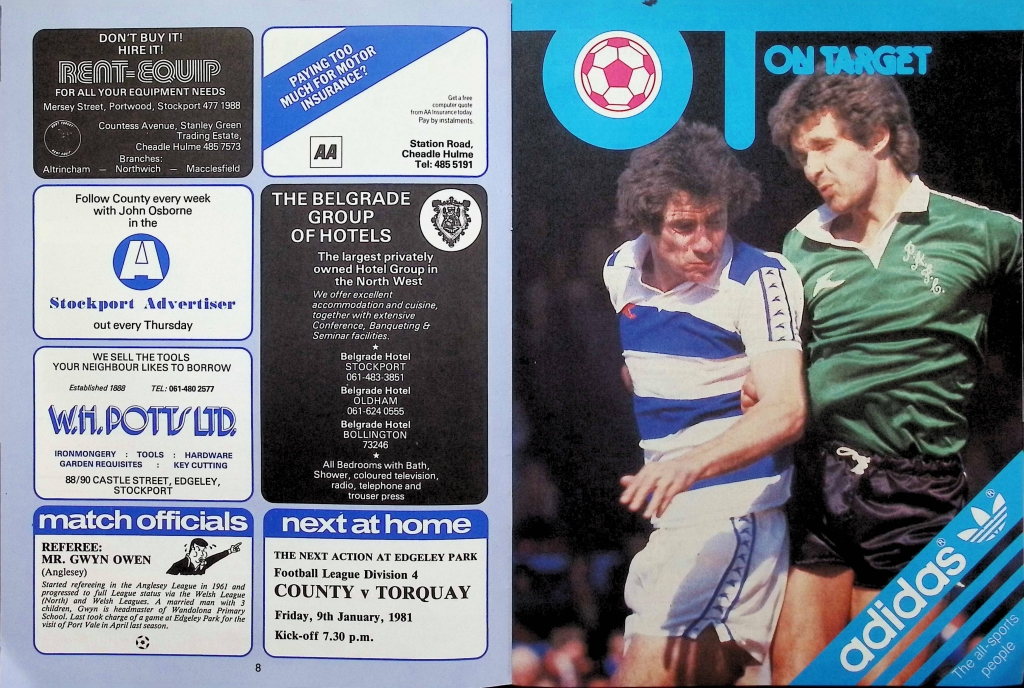 DON'T BUY IT!
HIRE IT!
RENT-EQUIP
FOR ALL YOUR EQUIPMENT NEEDS
Mersey Street, Portwood, Stockport 477 1988
Countess Avenue, Stanley Green
Trading Estate,
Cheadle Hulme 485 7573
Branches:
Altrincham — Northwich — Macclesfield
PAYING TOO
MUCH FOR MOTOR
INSURANCE?
Get a free
computer quote
from AA Insurance today.
Pay by instalments.
AA
Station Road,
Cheadle Hulme
Tel: 485 5191
Follow County every week
with John Osborne
in the
A
Stockport Advertiser
out every Thursday
THE BELGRADE
GROUP
OF HOTELS
The largest privately
owned Hotel Group in
the North West
We offer excellent
accommodation and cuisine,
together with extensive
Conference, Banqueting &
Seminar facilities.
Belgrade Hotel
STOCKPORT
061-483-3851
Belgrade Hotel
OLDHAM
061-624 0555
Belgrade Hotel
BOLLINGTON
73246
All Bedrooms with Bath,
Shower, coloured television,
radio, telephone and
trouser press
WE SELL THE TOOLS
YOUR NEIGHBOUR LIKES TO BORROW
Established 1888 TEL: 061-480 2577
W.H. POTTS LTD.
IRONMONGERY : TOOLS : HARDWARE
GARDEN REQUISITES : KEY CUTTING
88/90 CASTLE STREET, EDGELEY,
STOCKPORT
match officials
REFEREE:
MR. GWYN OWEN
(Anglesey)
Started refereeing in the Anglesey League in 1961 and
progressed to full League status via the Welsh League
(North) and Welsh Leagues. A married man with 3
children, Gwyn is headmaster of Wandolona Primary
School. Last took charge of a game at Edgeley Park for the
visit of Port Vale in April last season.
next at home
THE NEXT ACTION AT EDGELEY PARK
Football League Division 4
COUNTY v TORQUAY
Friday, 9th January, 1981
Kick-off 7.30 p.m.
8
OT
ON TARGET
P.N.E.F.C.
adidas®
The all-sports
people